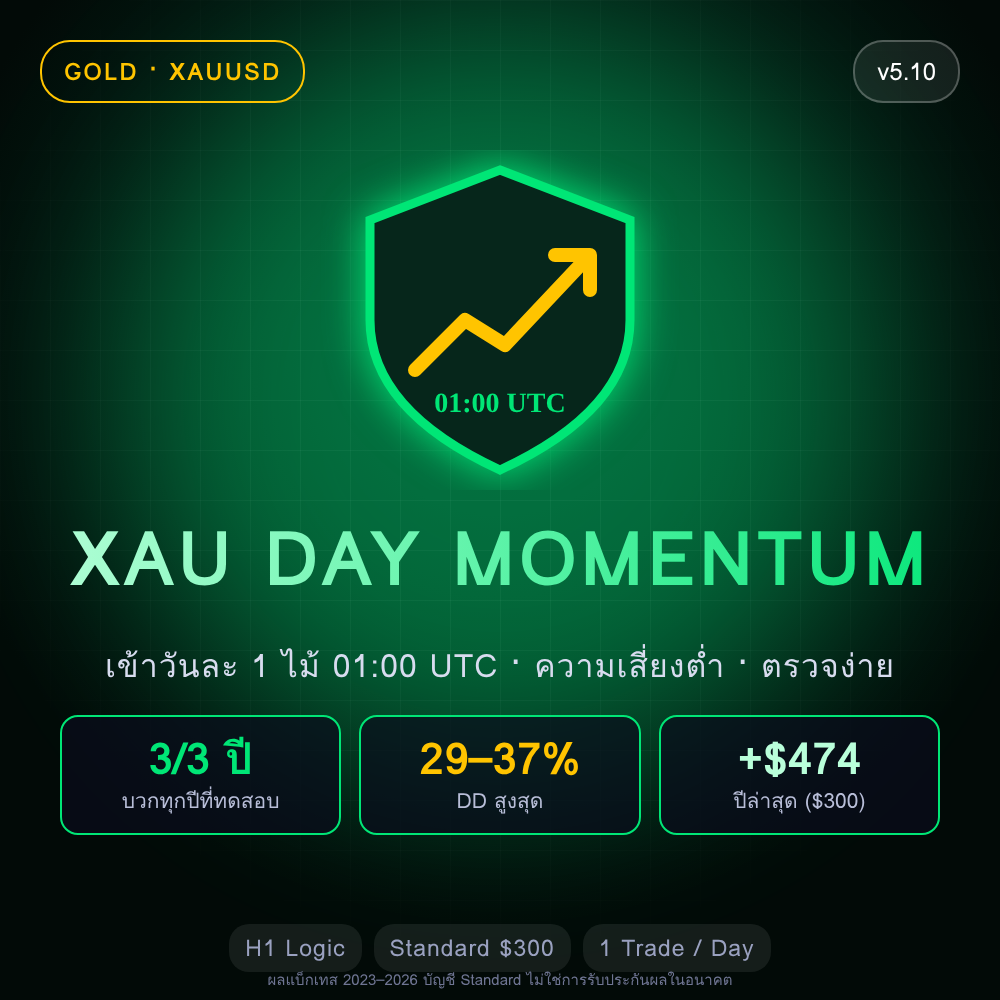 GOLD · XAUUSD
v5.10
01:00 UTC
XAU DAY MOMENTUM
เข้าวันละ 1 ไม้ 01:00 UTC · ความเสี่ยงต่ำ · ตรวจง่าย
3/3 ปี
บวกทุกปีที่ทดสอบ
29–37%
DD สูงสุด
+$474
ปีล่าสุด ($300)
H1 Logic
Standard $300
1 Trade / Day
ผลแบ็กเทส 2023–2026 บัญชี Standard ไม่ใช่การรับประกันผลในอนาคต